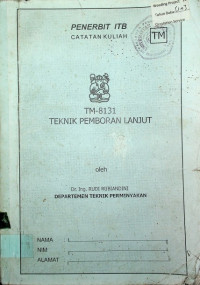 PENERBIT ITB
CATATAN KULIAH
TM
TM-8131
TEKNIK PEMBORAN LANJUT
oleh
Dr. Ing. RUDI RUBIANDINI
DEPARTEMEN TEKNIK PERMINYAKAN
NAMA :
NIM :
ALAMAT :